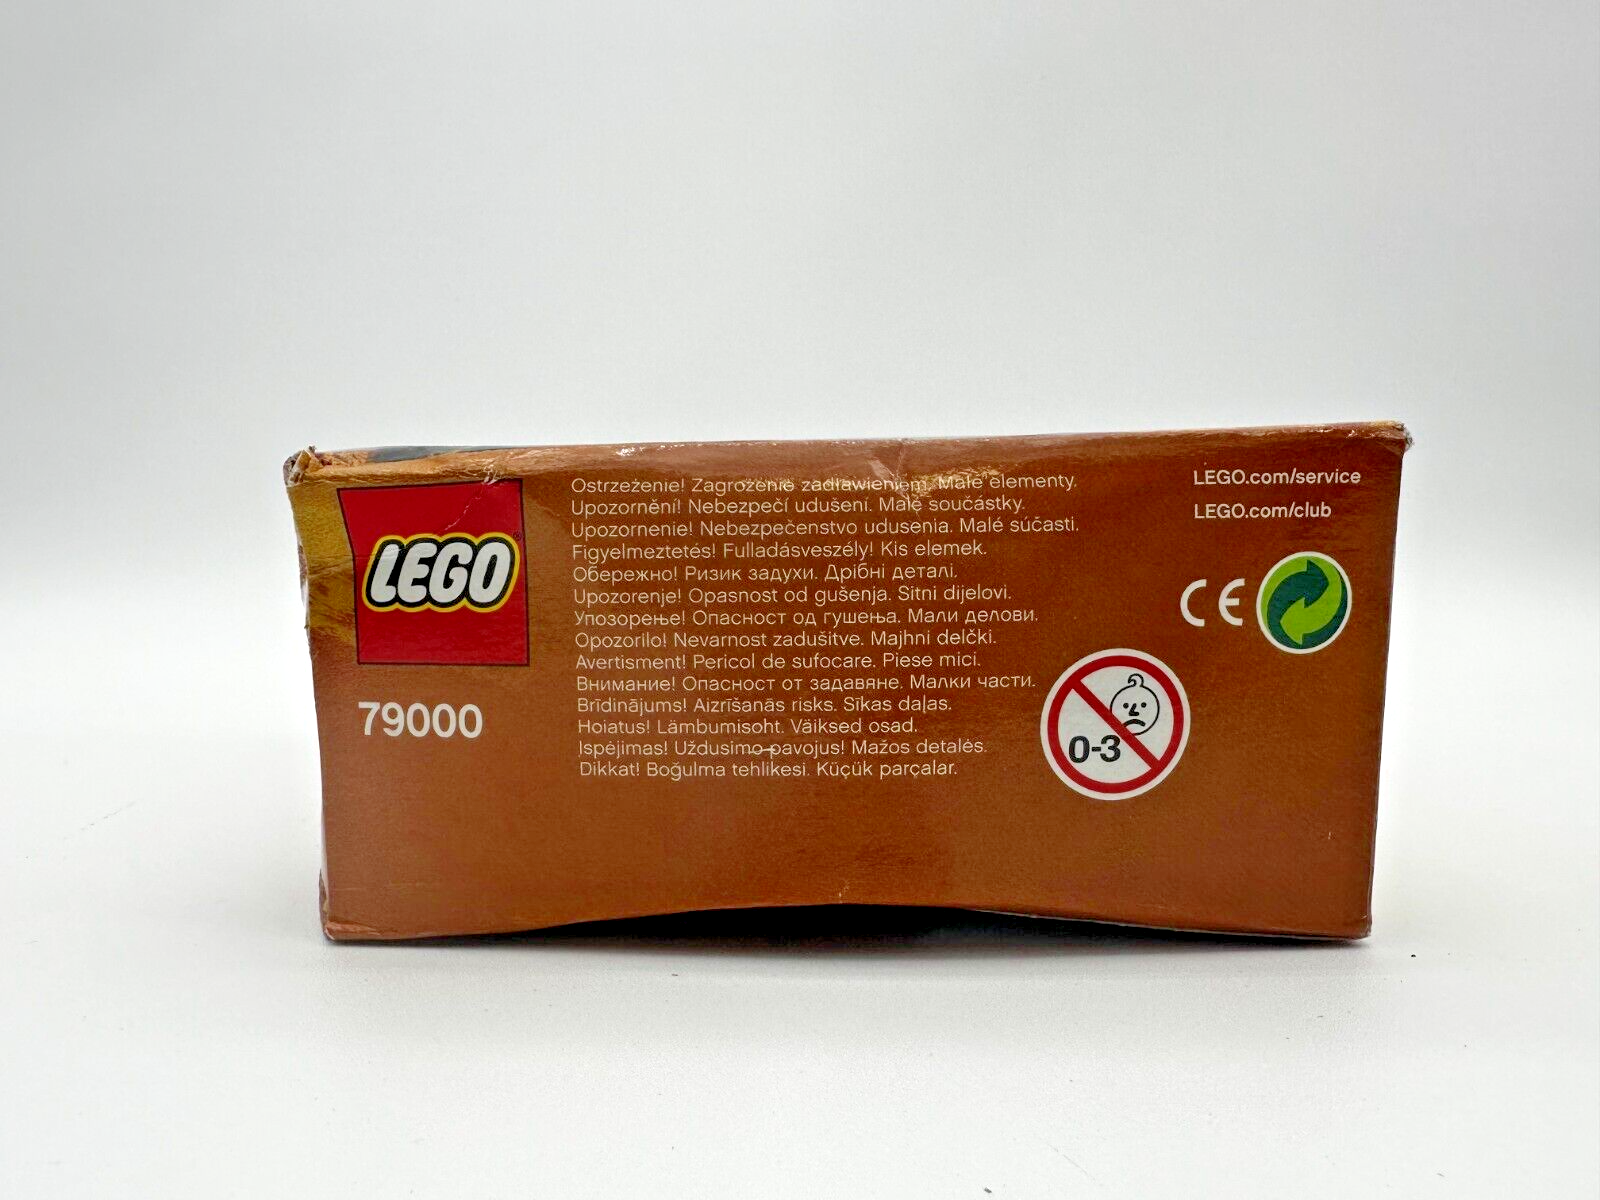 LEGO
79000
Ostrzeżenie! Zagrożenie zadławieniem. Małe elementy.
Upozornění! Nebezpečí udušení. Malé součástky.
Upozornenie! Nebezpečenstvo udusenia. Malé súčasti.
Figyelmeztetés! Fulladásveszély! Kis elemek.
Обережно! Ризик задухи. Дрібні деталі.
Upozorenje! Opasnost od gušenja. Sitni dijelovi.
Упозорење! Опасност од гушења. Мали делови.
Opozorilo! Nevarnost zadušitve. Majhni delčki.
Avertisment! Pericol de sufocare. Piese mici.
Внимание! Опасност от задавяне. Малки части.
Brīdinājums! Aizrīšanās risks. Sīkas daļas.
Hoiatus! Lämbumisoht. Väiksed osad.
Ispėjimas! Uždusimo pavojus! Mažos detalės.
Dikkat! Boğulma tehlikesi. Küçük parçalar.
LEGO.com/service
LEGO.com/club
CE
0-3